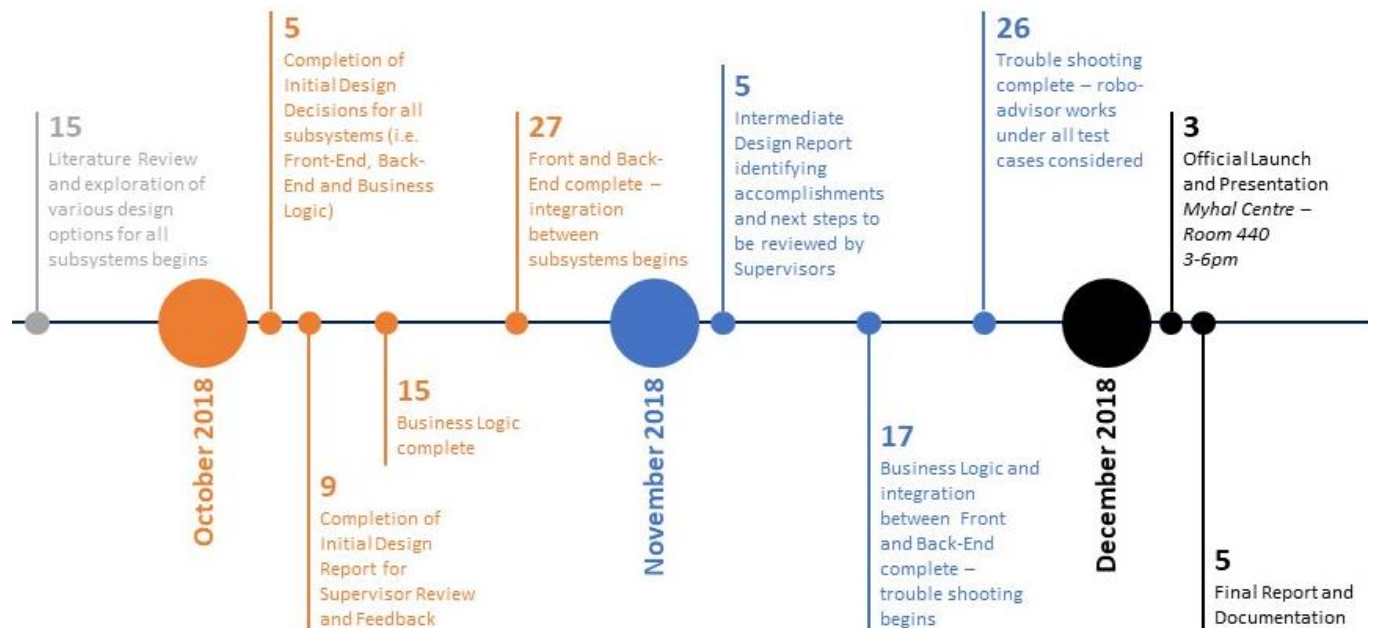 15
Literature Review
and exploration of
various design
options for all
subsystems begins
5
Completion of
Initial Design
Decisions for all
subsystems (i.e.
Front-End, Back-
End and Business
Logic)
27
Front and Back-
End complete –
integration
between
subsystems begins
5
Intermediate
Design Report
identifying
accomplishments
and next steps to
be reviewed by
Supervisors
26
Trouble shooting
complete – robo-
advisor works
under all test
cases considered
3
Official Launch
and Presentation
Myhal Centre –
Room 440
3-6pm
October 2018
9
Completion of
Initial Design
Report for
Supervisor Review
and Feedback
15
Business Logic
complete
November 2018
17
Business Logic and
integration
between Front
and Back-End
complete –
trouble shooting
begins
December 2018
5
Final Report and
Documentation